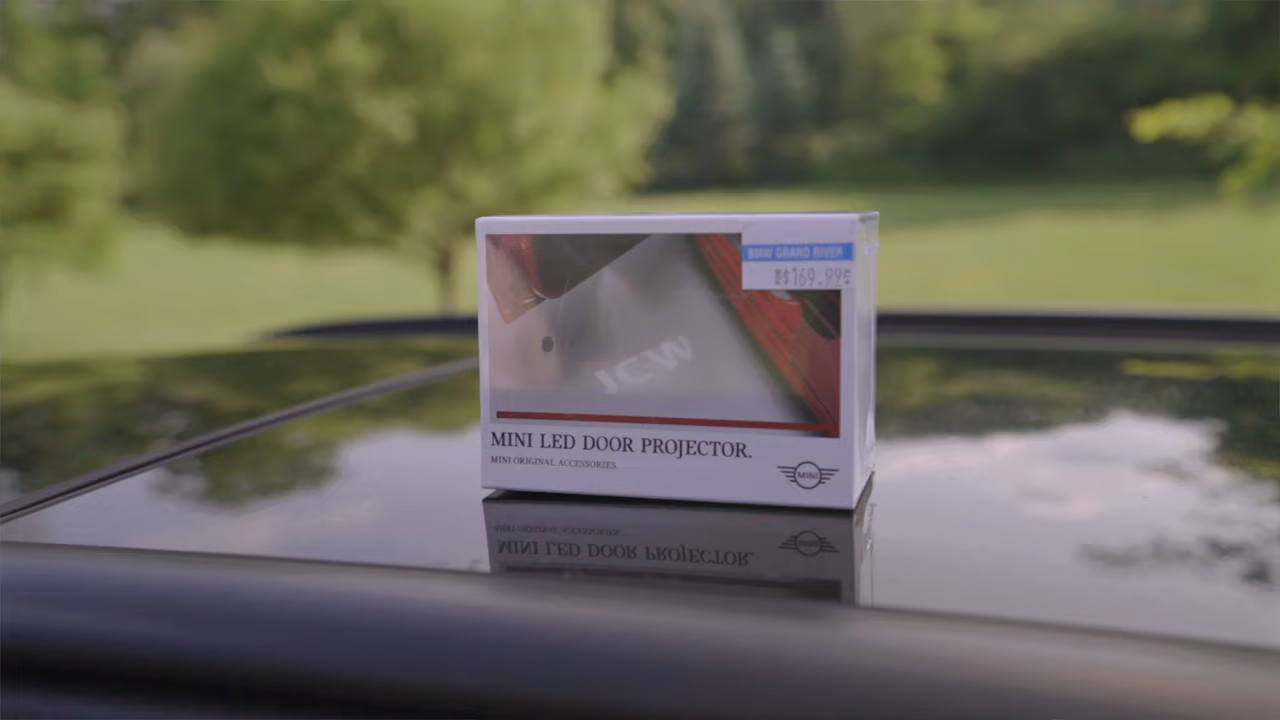 BMW GRAND RIVER
$169.99
JCW
MINI LED DOOR PROJECTOR.
MINI ORIGINAL ACCESSORIES.
MINI